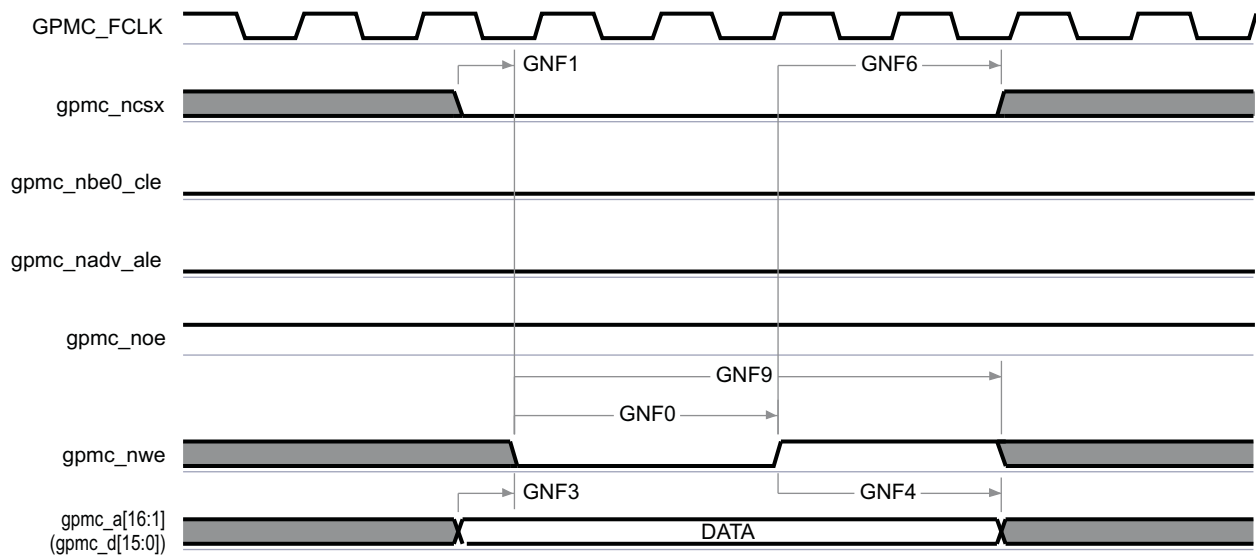 GPMC_FCLK
GNF1
GNF6
gpmc_ncsx
gpmc_nbe0_cle
gpmc_nadv_ale
gpmc_noe
GNF9
GNF0
gpmc_nwe
GNF3
GNF4
gpmc_a[16:1]
(gpmc_d[15:0])
DATA